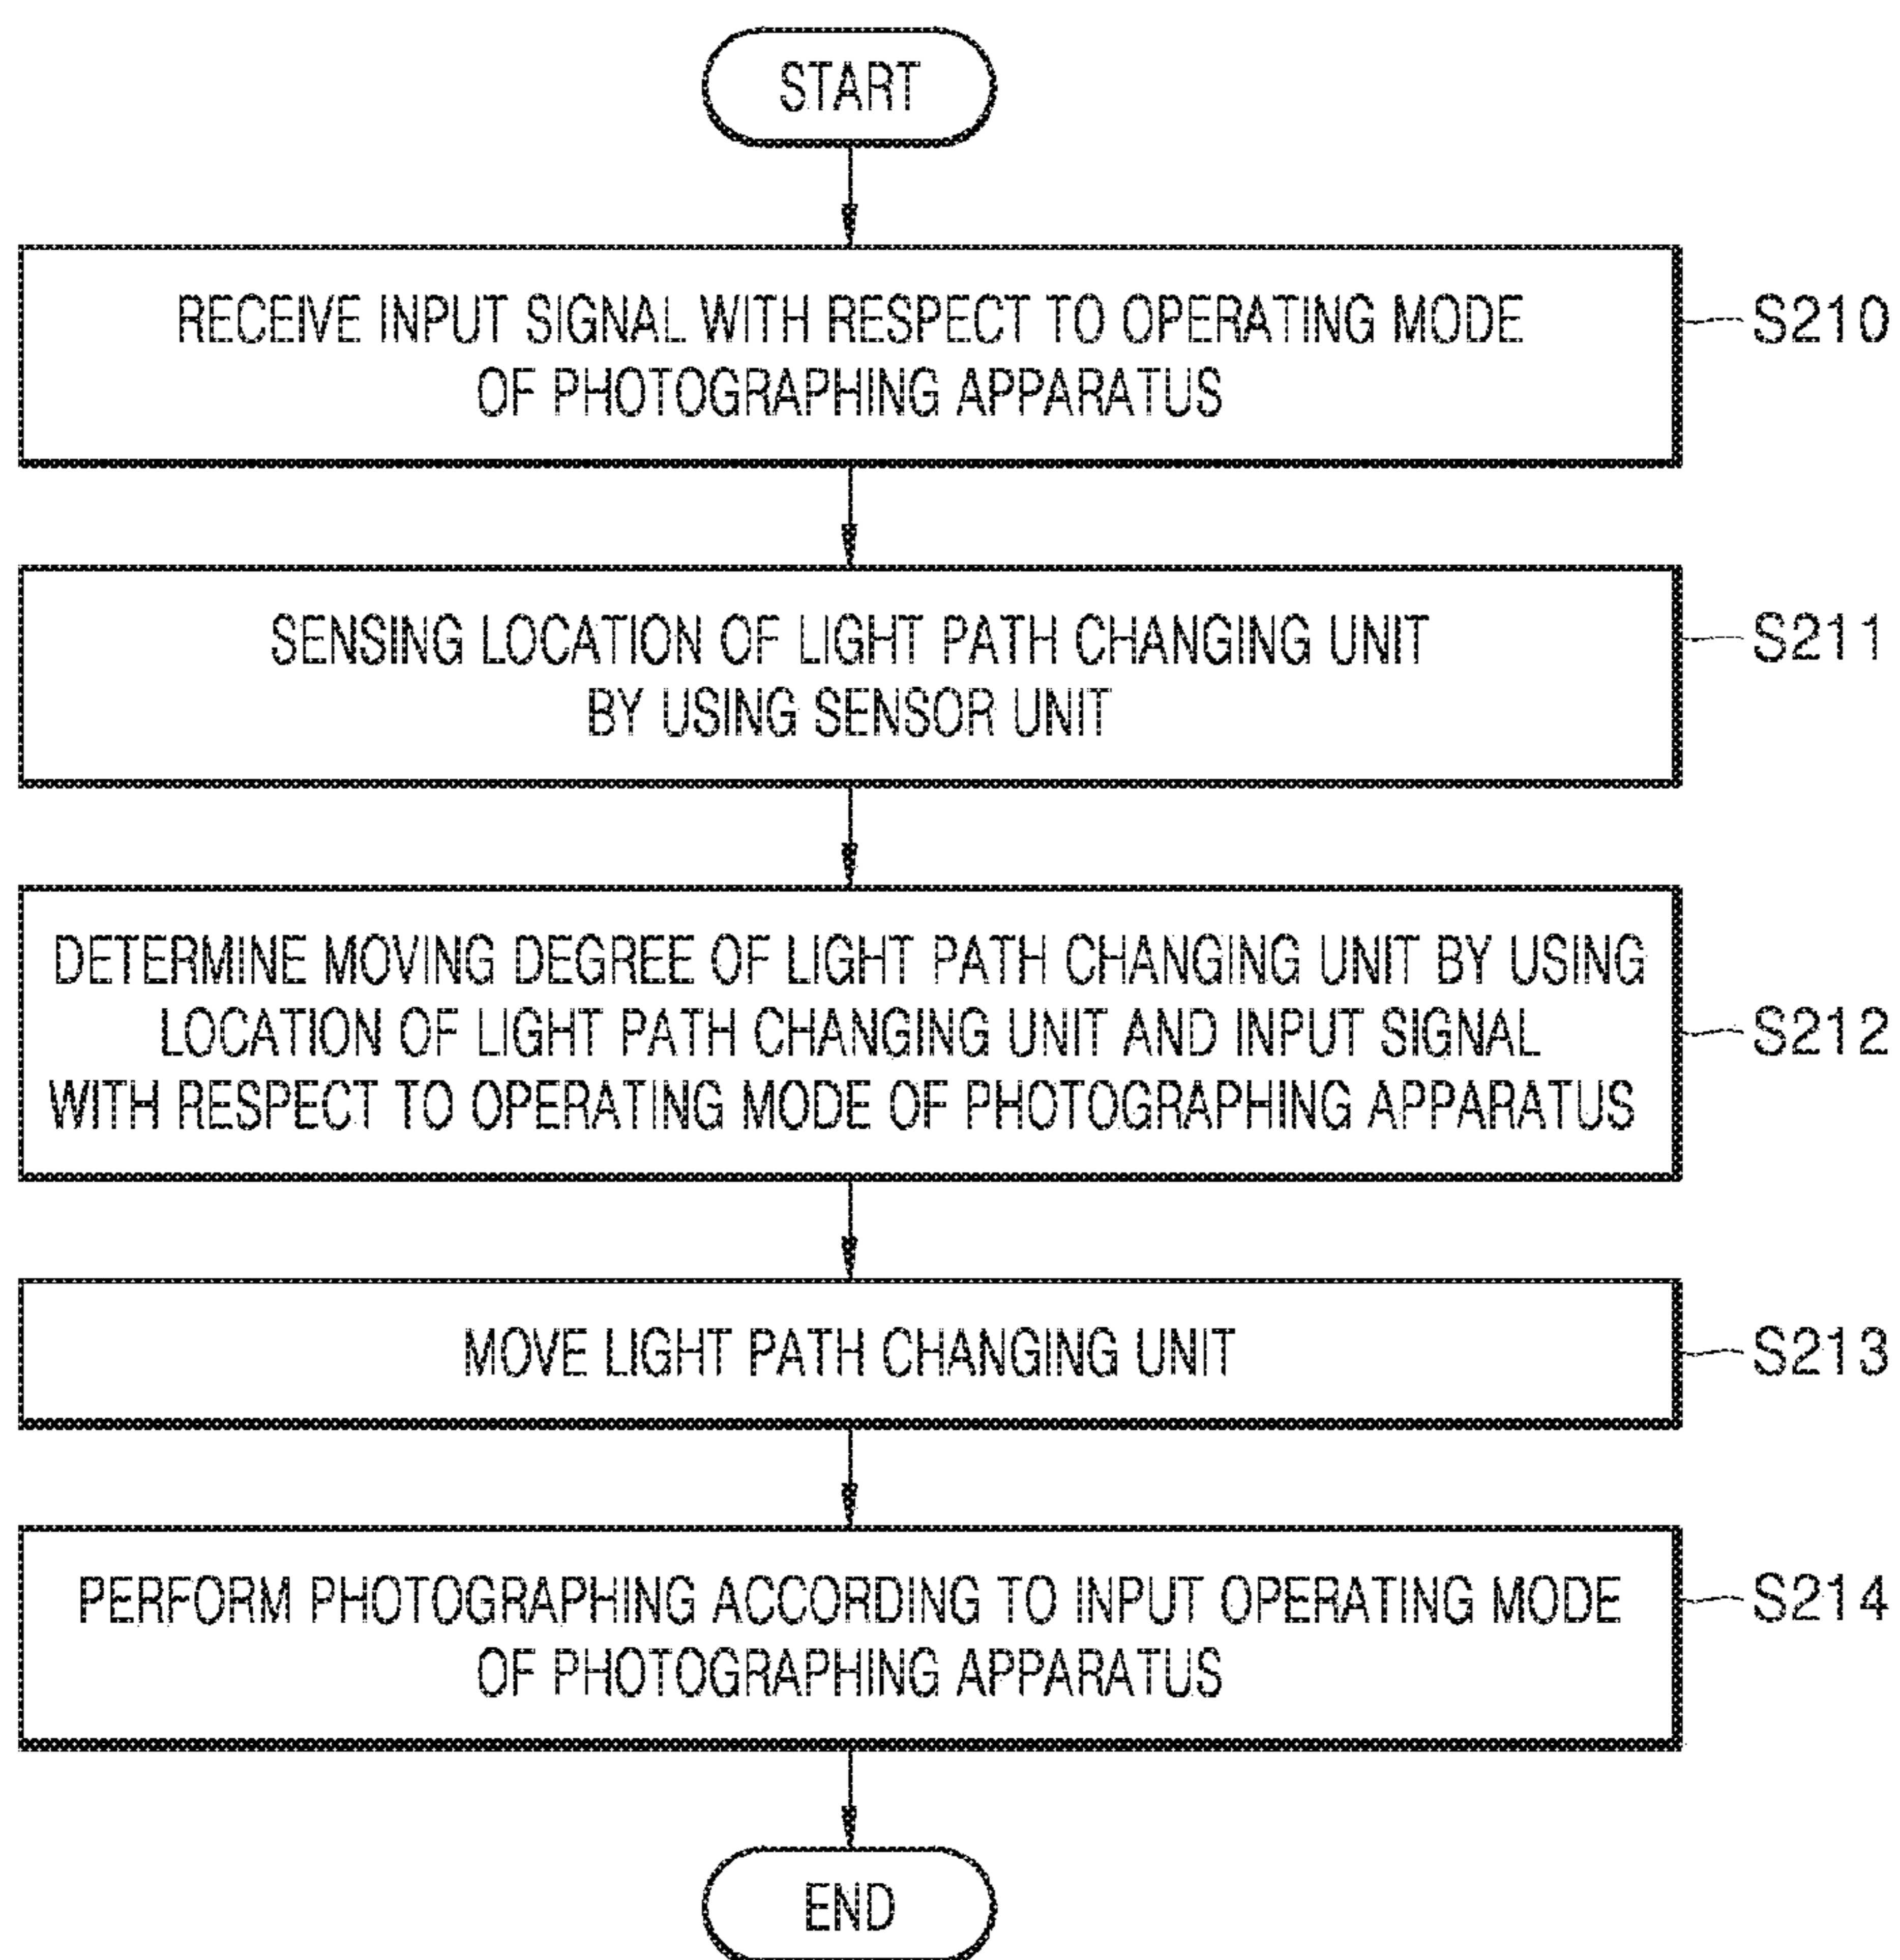 START
RECEIVE INPUT SIGNAL WITH RESPECT TO OPERATING MODE
OF PHOTOGRAPHING APPARATUS
S210
SENSING LOCATION OF LIGHT PATH CHANGING UNIT
BY USING SENSOR UNIT
S211
DETERMINE MOVING DEGREE OF LIGHT PATH CHANGING UNIT BY USING
LOCATION OF LIGHT PATH CHANGING UNIT AND INPUT SIGNAL
WITH RESPECT TO OPERATING MODE OF PHOTOGRAPHING APPARATUS
S212
MOVE LIGHT PATH CHANGING UNIT
S213
PERFORM PHOTOGRAPHING ACCORDING TO INPUT OPERATING MODE
OF PHOTOGRAPHING APPARATUS
S214
END